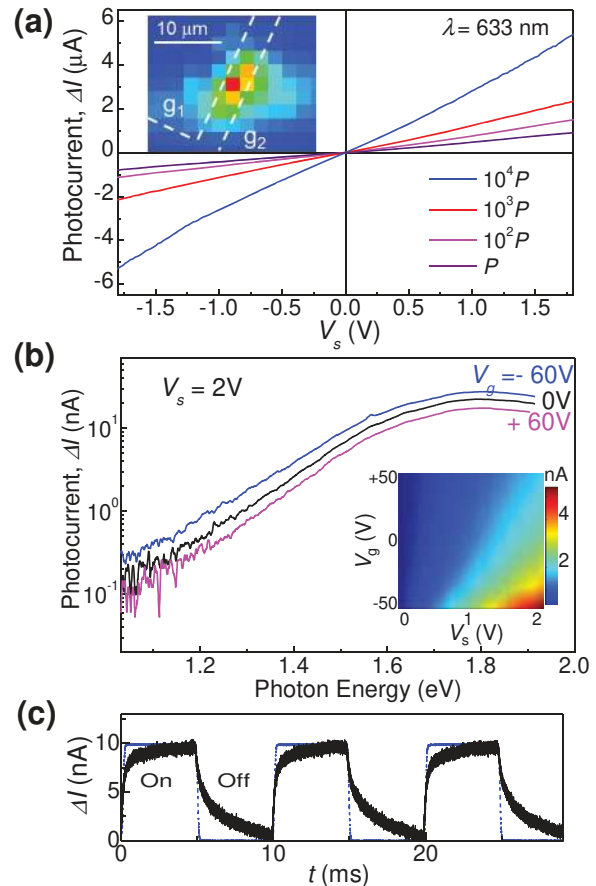 (a)
Photocurrent, ΔI (μA)
6
4
2
0
-2
-4
-6
10 μm
g1
g2
λ = 633 nm
10⁴P
10³P
10²P
P
-1.5 -1.0 -0.5 0.0 0.5 1.0 1.5
Vs (V)
(b)
Photocurrent, ΔI (nA)
10¹
10⁰
10⁻¹
Vs = 2V
Vg =- 60V
0V
+ 60V
nA
4
2
+50
0
-50
Vg (V)
0 1 2
Vs (V)
1.2 1.4 1.6 1.8 2.0
Photon Energy (eV)
(c)
ΔI (nA)
10
5
0
On Off
0 10 20
t (ms)